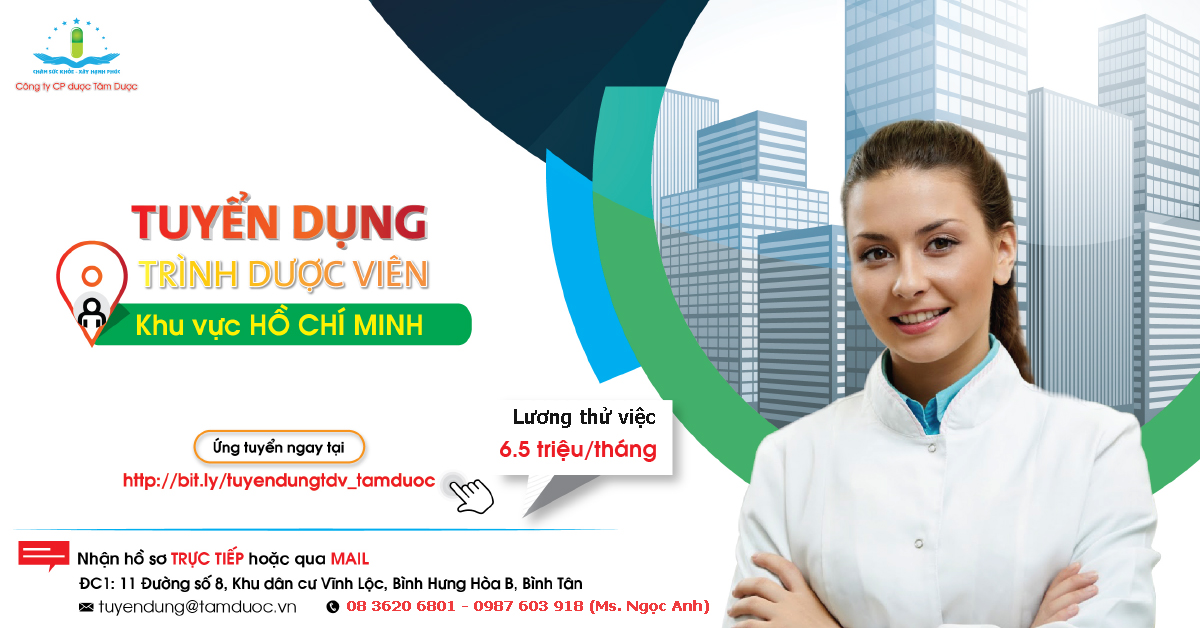 CHĂM SỨC KHỎE - XÂY HẠNH PHÚC
Công ty CP dược Tâm Dược
TUYỂN DỤNG
TRÌNH DƯỢC VIÊN
Khu vực HỒ CHÍ MINH
Lương thử việc
6.5 triệu/tháng
Ứng tuyển ngay tại
http://bit.ly/tuyendungtdv_tamduoc
Nhận hồ sơ TRỰC TIẾP hoặc qua MAIL
ĐC1: 11 Đường số 8, Khu dân cư Vĩnh Lộc, Bình Hưng Hòa B, Bình Tân
tuyendung@tamduoc.vn 08 3620 6801 - 0987 603 918 (Ms. Ngọc Anh)